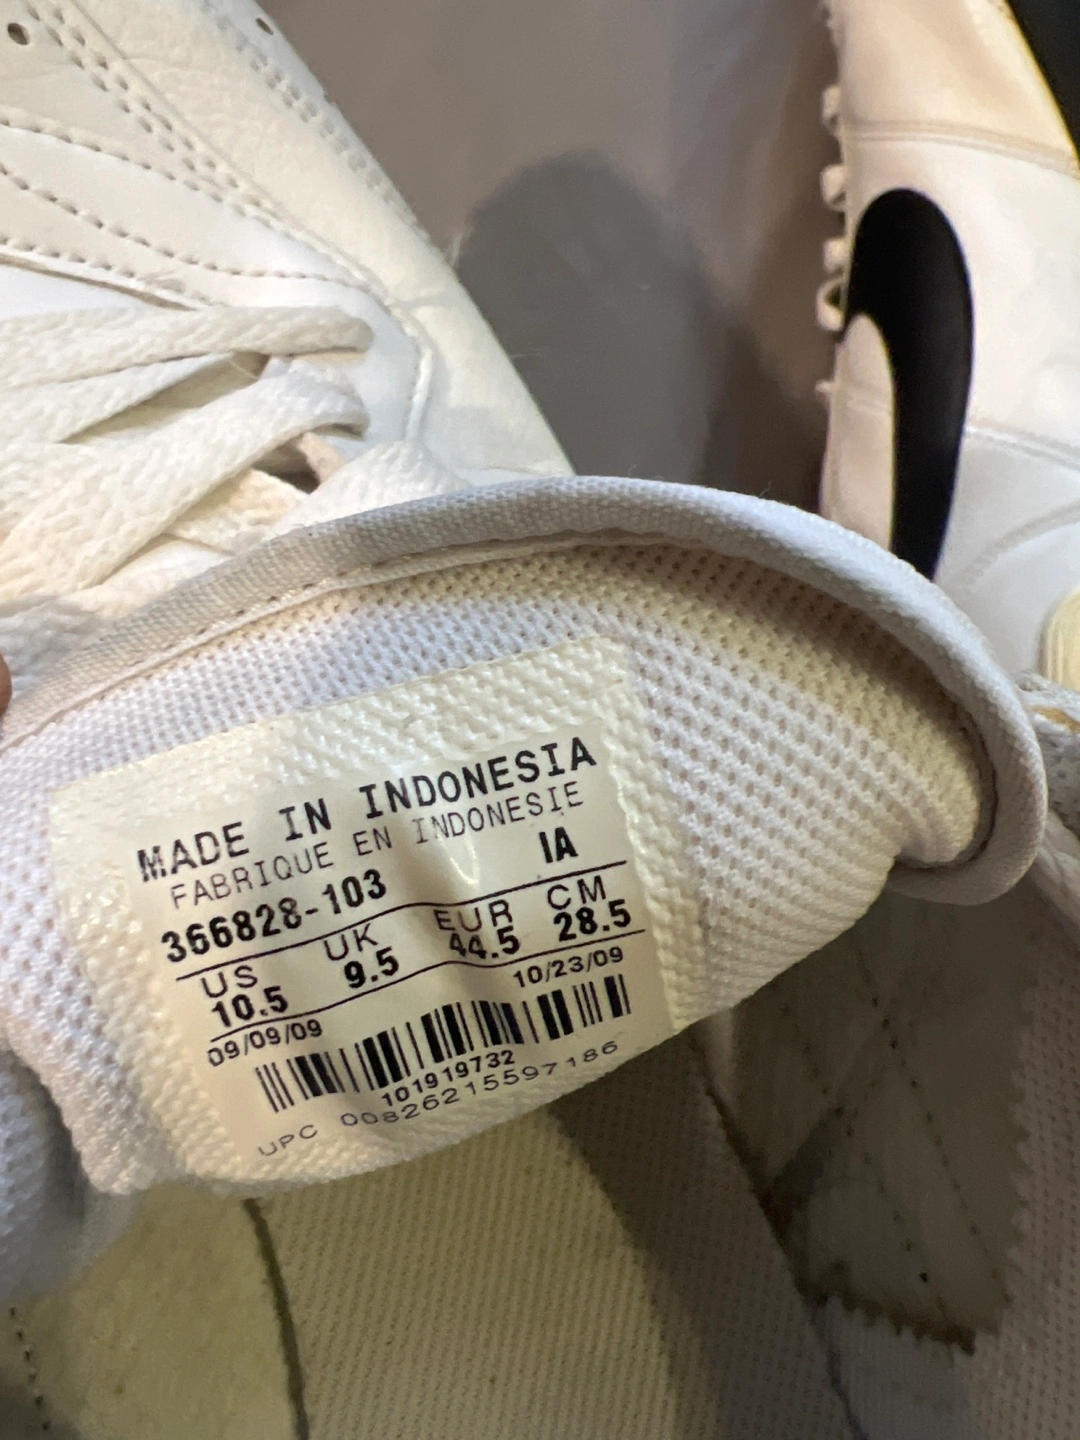 MADE IN INDONESIA
FABRIQUE EN INDONESIE
366828-103 IA
US UK EUR CM
10.5 9.5 44.5 28.5
09/09/09 10/23/09
101919732
UPC 00826215597186